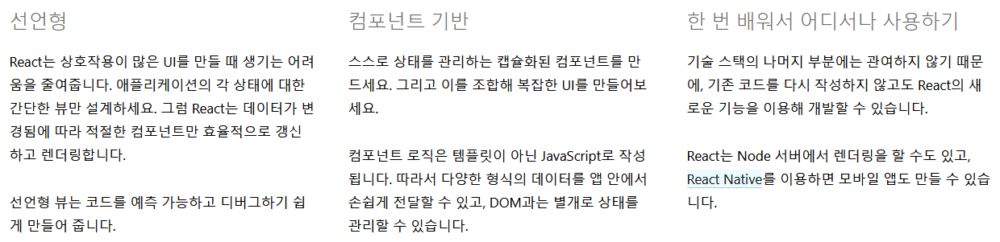 선언형
React는 상호작용이 많은 UI를 만들 때 생기는 어려
움을 줄여줍니다. 애플리케이션의 각 상태에 대한
간단한 뷰만 설계하세요. 그럼 React는 데이터가 변
경됨에 따라 적절한 컴포넌트만 효율적으로 갱신
하고 렌더링합니다.
선언형 뷰는 코드를 예측 가능하고 디버그하기 쉽
게 만들어 줍니다.
컴포넌트 기반
스스로 상태를 관리하는 캡슐화된 컴포넌트를 만
드세요. 그리고 이를 조합해 복잡한 UI를 만들어보
세요.
컴포넌트 로직은 템플릿이 아닌 JavaScript로 작성
됩니다. 따라서 다양한 형식의 데이터를 앱 안에서
손쉽게 전달할 수 있고, DOM과는 별개로 상태를
관리할 수 있습니다.
한 번 배워서 어디서나 사용하기
기술 스택의 나머지 부분에는 관여하지 않기 때문
에, 기존 코드를 다시 작성하지 않고도 React의 새
로운 기능을 이용해 개발할 수 있습니다.
React는 Node 서버에서 렌더링을 할 수도 있고,
React Native를 이용하면 모바일 앱도 만들 수 있습
니다.